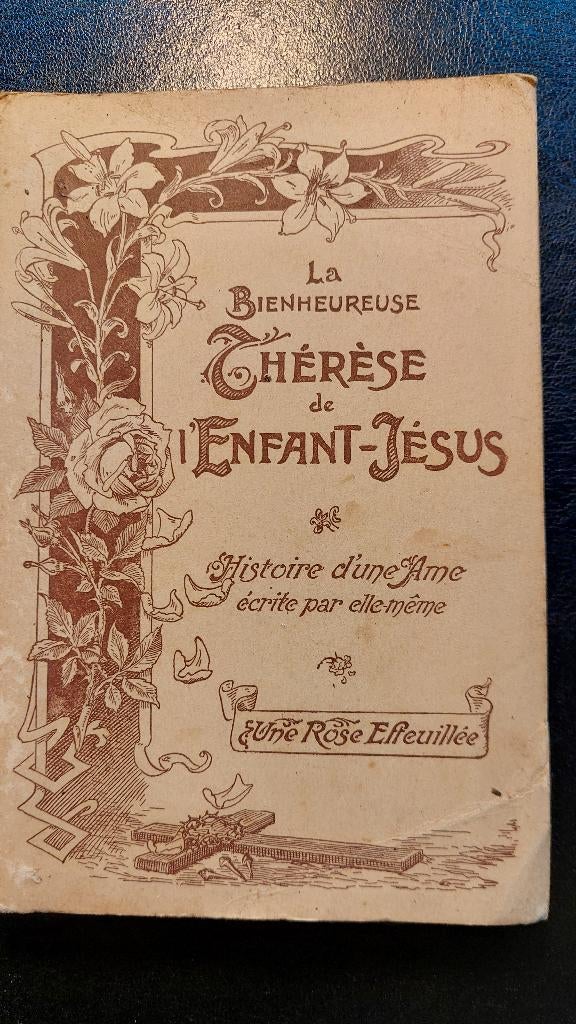 La
Bienheureuse
Thérèse
de
l'Enfant-Jésus
Histoire d'une Ame
écrite par elle-même
Une Rose Effeuillée